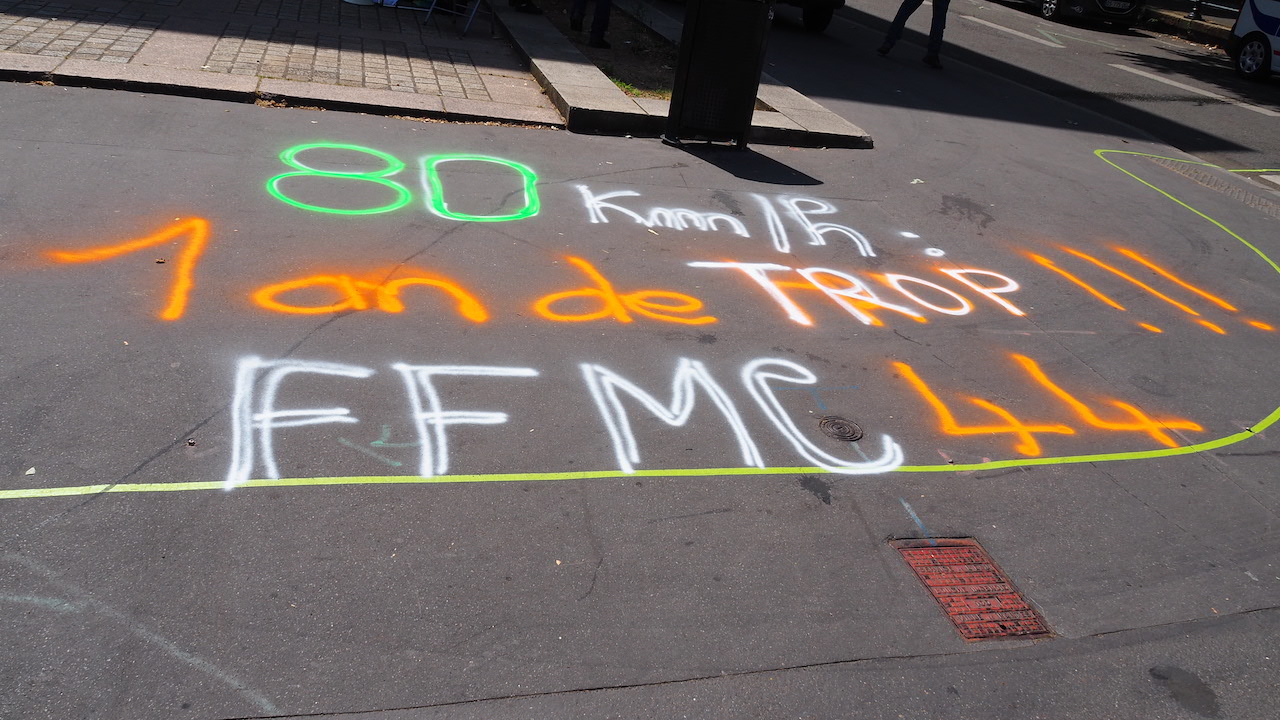 80 Km/h :
1 an de TROP !!!
FFMC 44